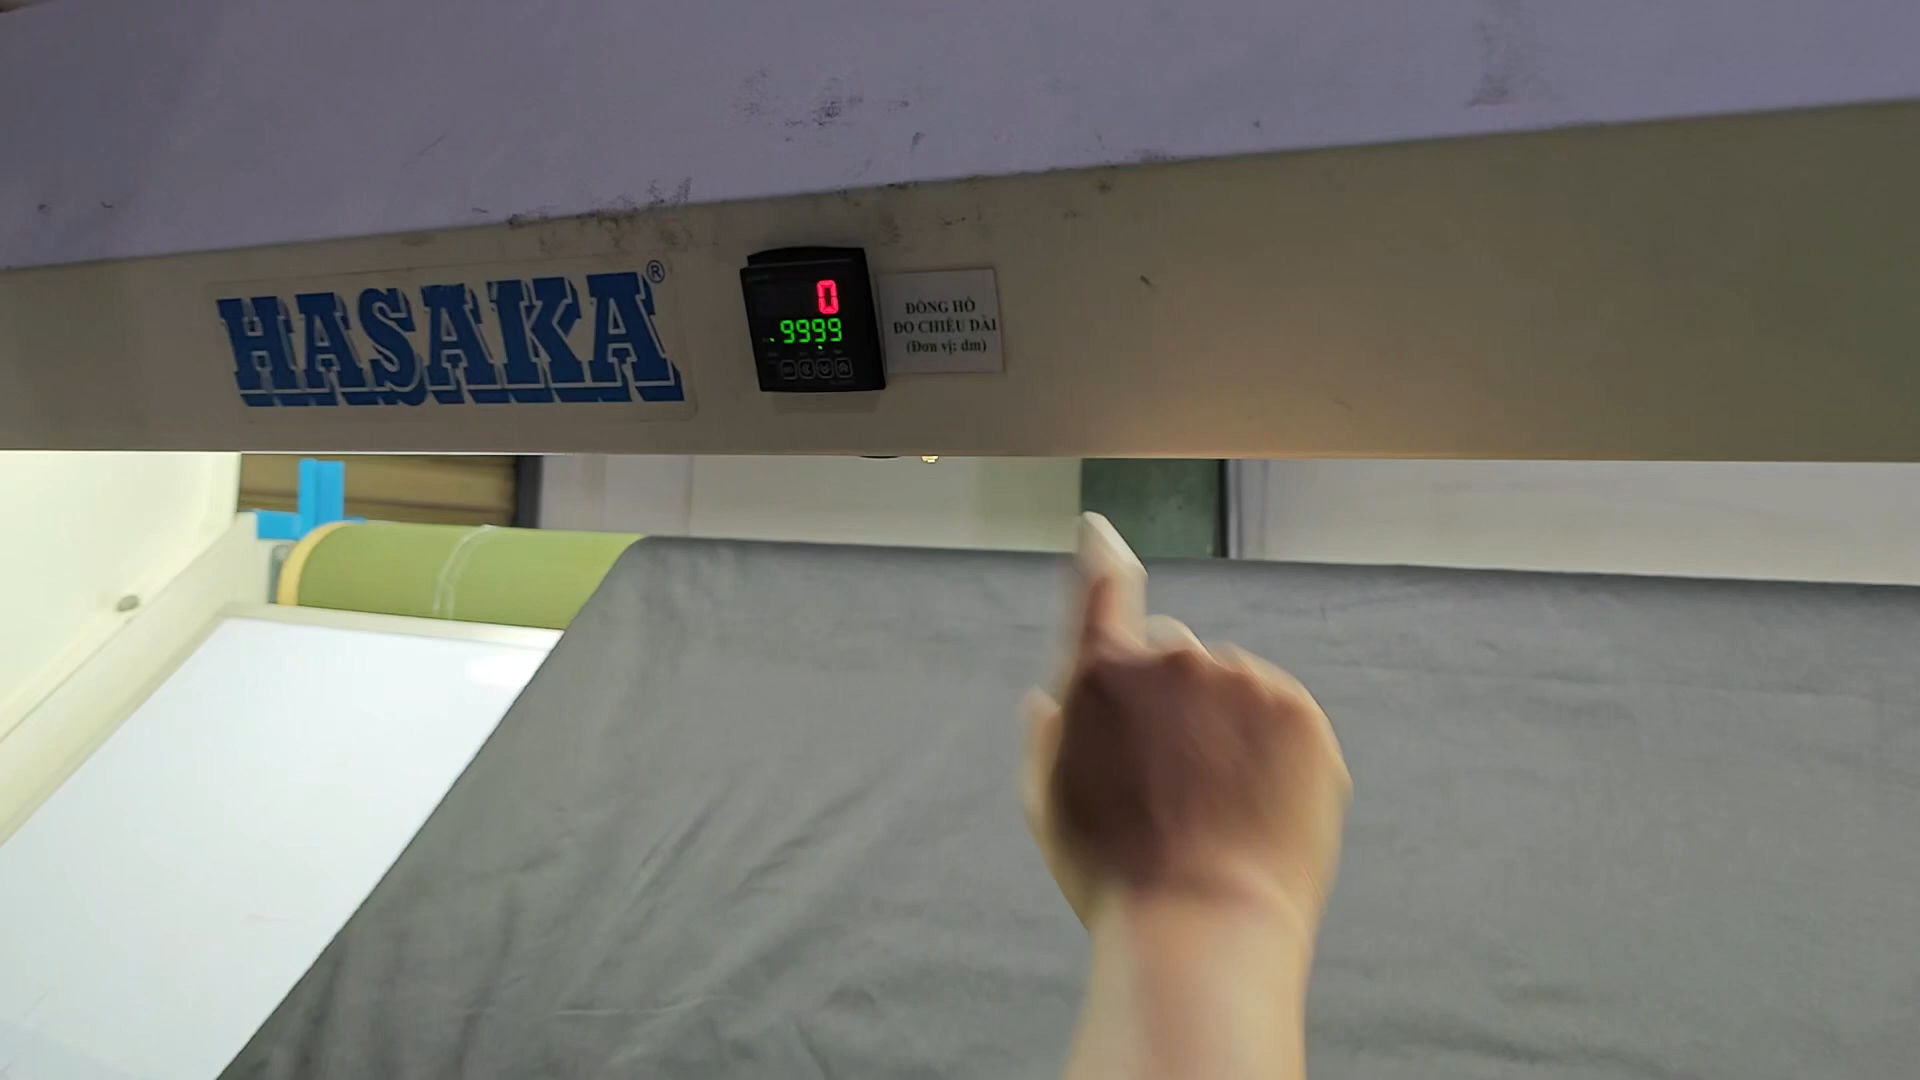 HASAKA®
0
9999
ĐỒNG HỒ
ĐO CHIỀU DÀI
(Đơn vị: dm)